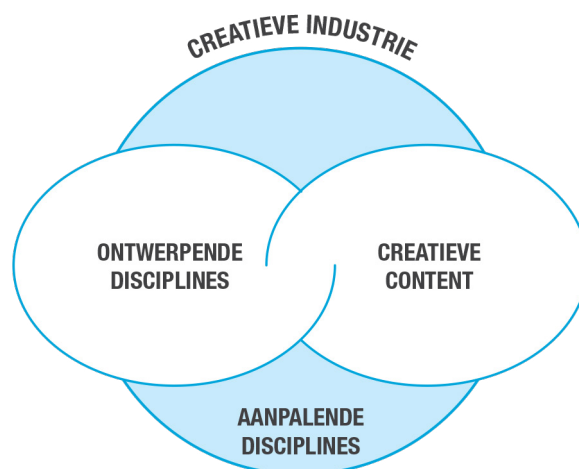 CREATIEVE INDUSTRIE
ONTWERPENDE
DISCIPLINES
CREATIEVE
CONTENT
AANPALENDE
DISCIPLINES